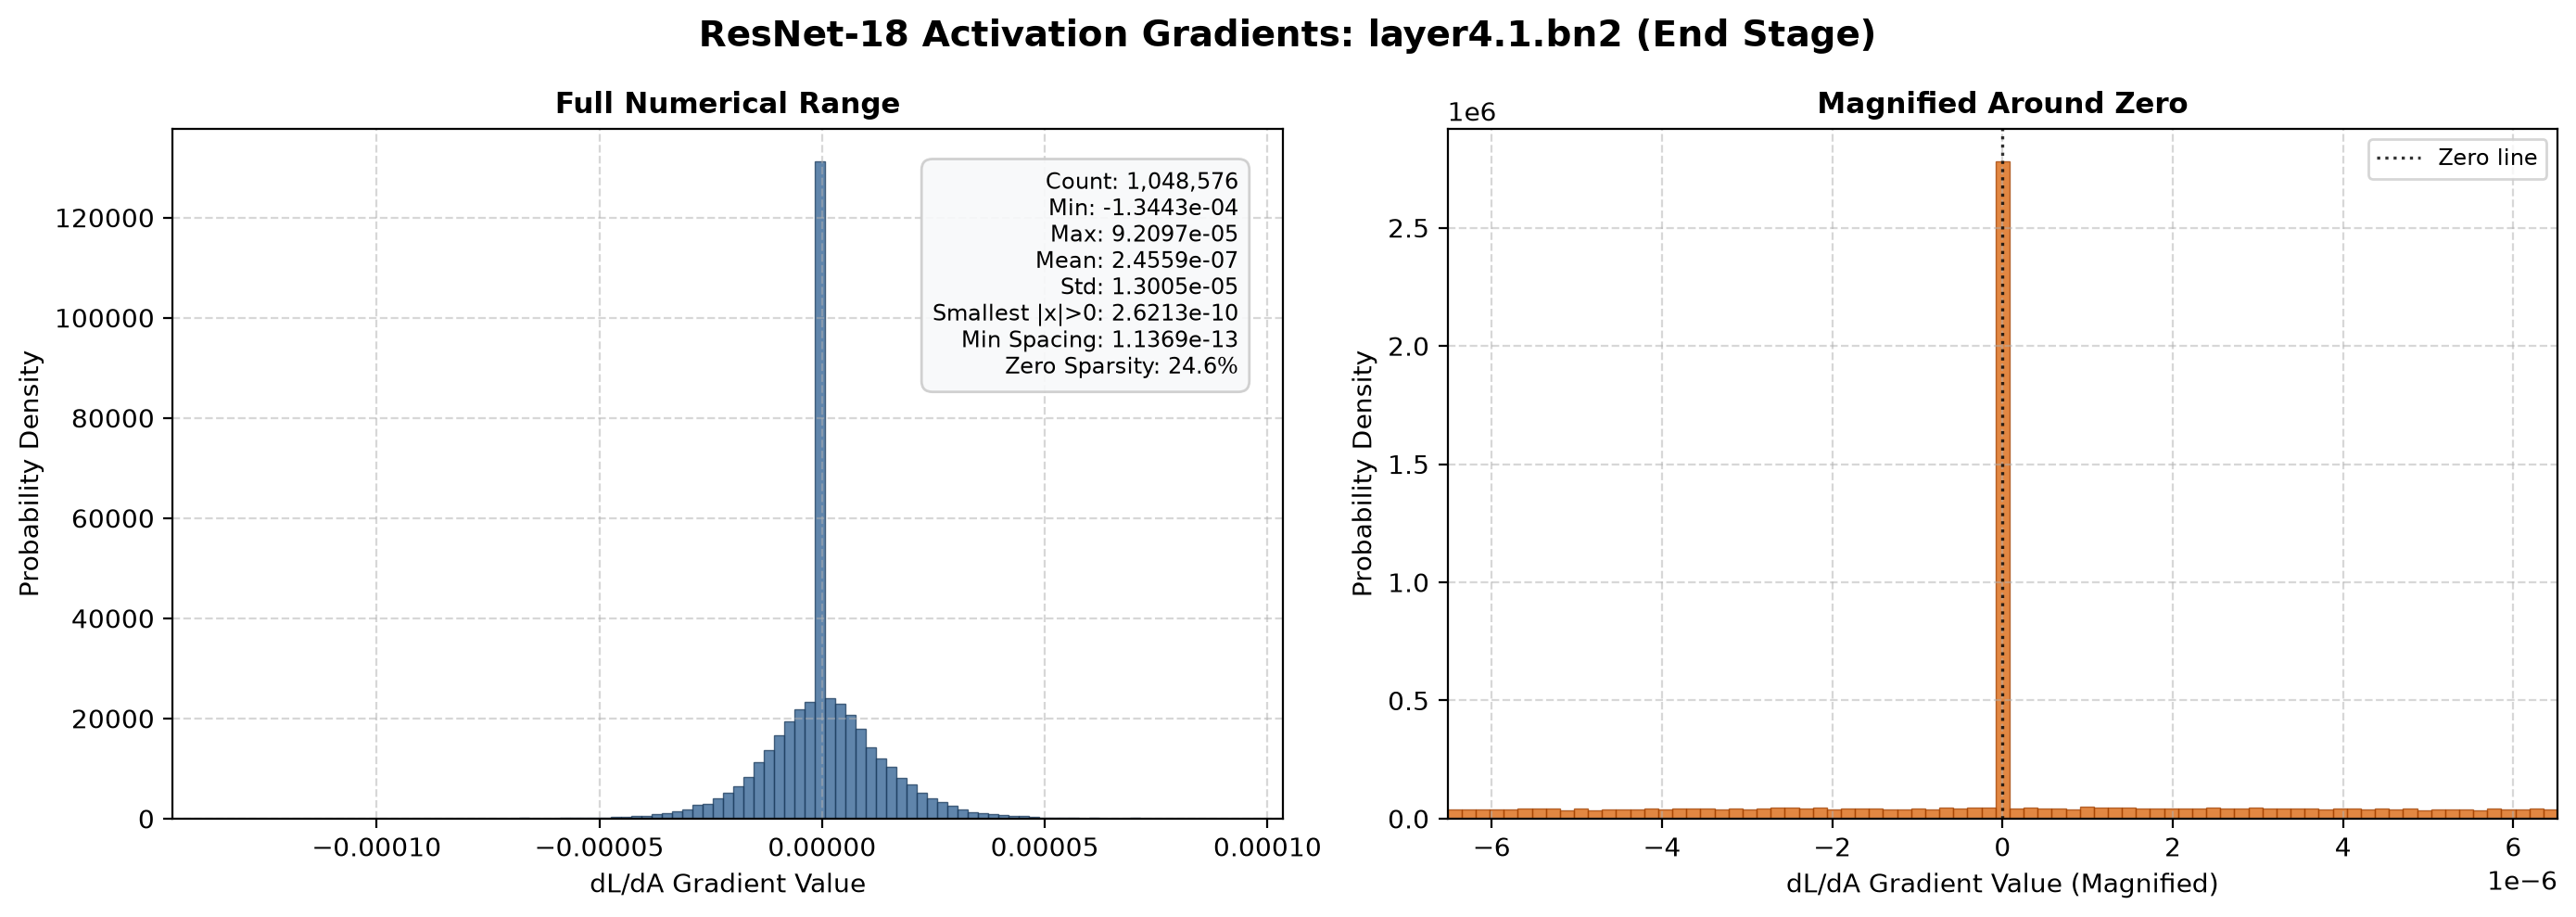 ResNet-18 Activation Gradients: layer4.1.bn2 (End Stage)
Full Numerical Range
Probability Density
120000
100000
80000
60000
40000
20000
0
Count: 1,048,576
Min: -1.3443e-04
Max: 9.2097e-05
Mean: 2.4559e-07
Std: 1.3005e-05
Smallest |x|>0: 2.6213e-10
Min Spacing: 1.1369e-13
Zero Sparsity: 24.6%
−0.00010 −0.00005 0.00000 0.00005 0.00010
dL/dA Gradient Value
Magnified Around Zero
1e6
Probability Density
2.5
2.0
1.5
1.0
0.5
0.0
Zero line
−6 −4 −2 0 2 4 6
1e−6
dL/dA Gradient Value (Magnified)